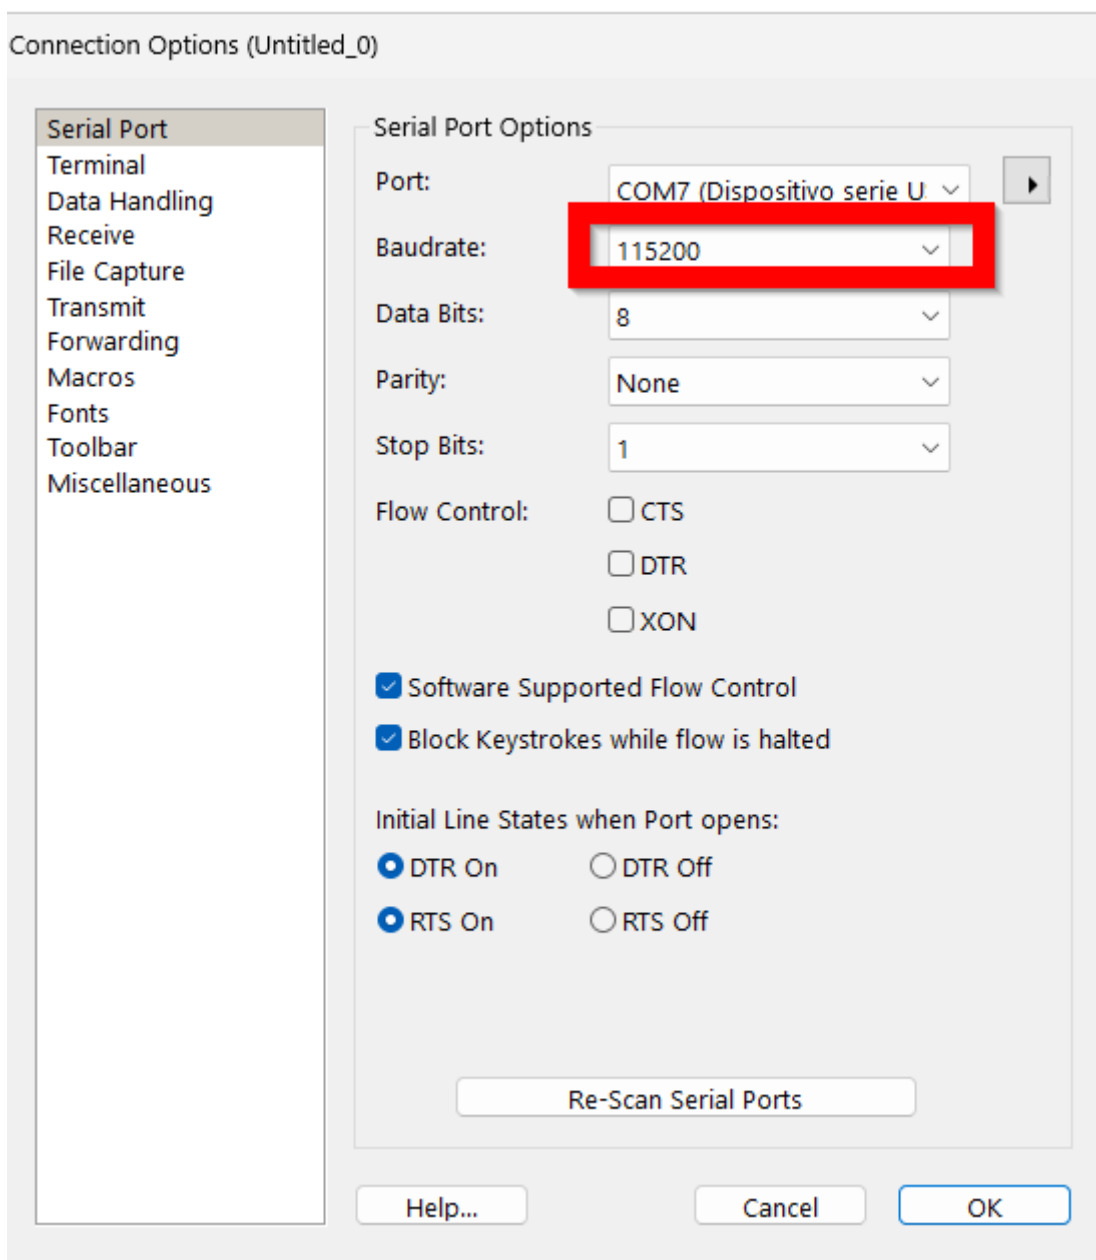 Connection Options (Untitled_0)
Serial Port
Terminal
Data Handling
Receive
File Capture
Transmit
Forwarding
Macros
Fonts
Toolbar
Miscellaneous
Serial Port Options
Port: COM7 (Dispositivo serie U
Baudrate: 115200
Data Bits: 8
Parity: None
Stop Bits: 1
Flow Control: CTS
DTR
XON
Software Supported Flow Control
Block Keystrokes while flow is halted
Initial Line States when Port opens:
DTR On DTR Off
RTS On RTS Off
Re-Scan Serial Ports
Help... Cancel OK